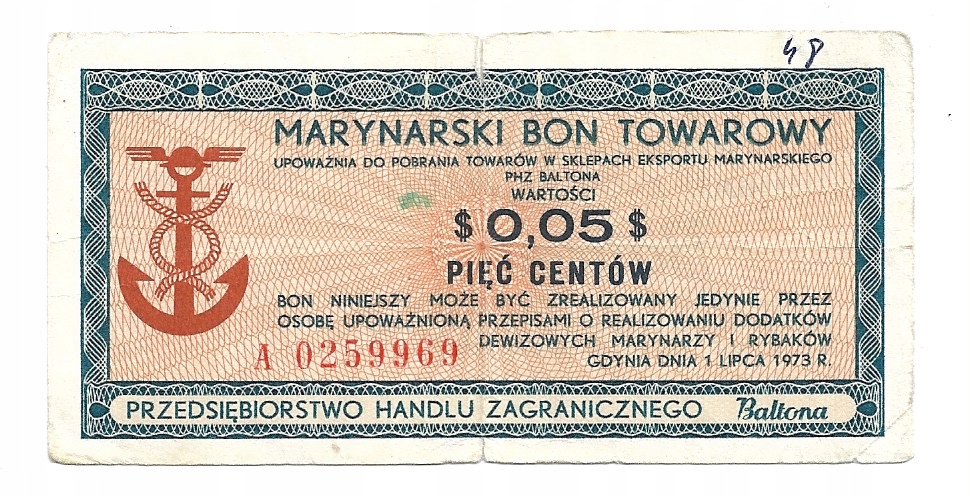 48
MARYNARSKI BON TOWAROWY
UPOWAŻNIA DO POBRANIA TOWARÓW W SKLEPACH EKSPORTU MARYNARSKIEGO
PHZ BALTONA
WARTOŚCI
$ 0,05 $
PIĘĆ CENTÓW
BON NINIEJSZY MOŻE BYĆ ZREALIZOWANY JEDYNIE PRZEZ
OSOBĘ UPOWAŻNIONĄ PRZEPISAMI O REALIZOWANIU DODATKÓW
DEWIZOWYCH MARYNARZY I RYBAKÓW
A 0259969
GDYNIA DNIA 1 LIPCA 1973 R.
PRZEDSIĘBIORSTWO HANDLU ZAGRANICZNEGO Baltona